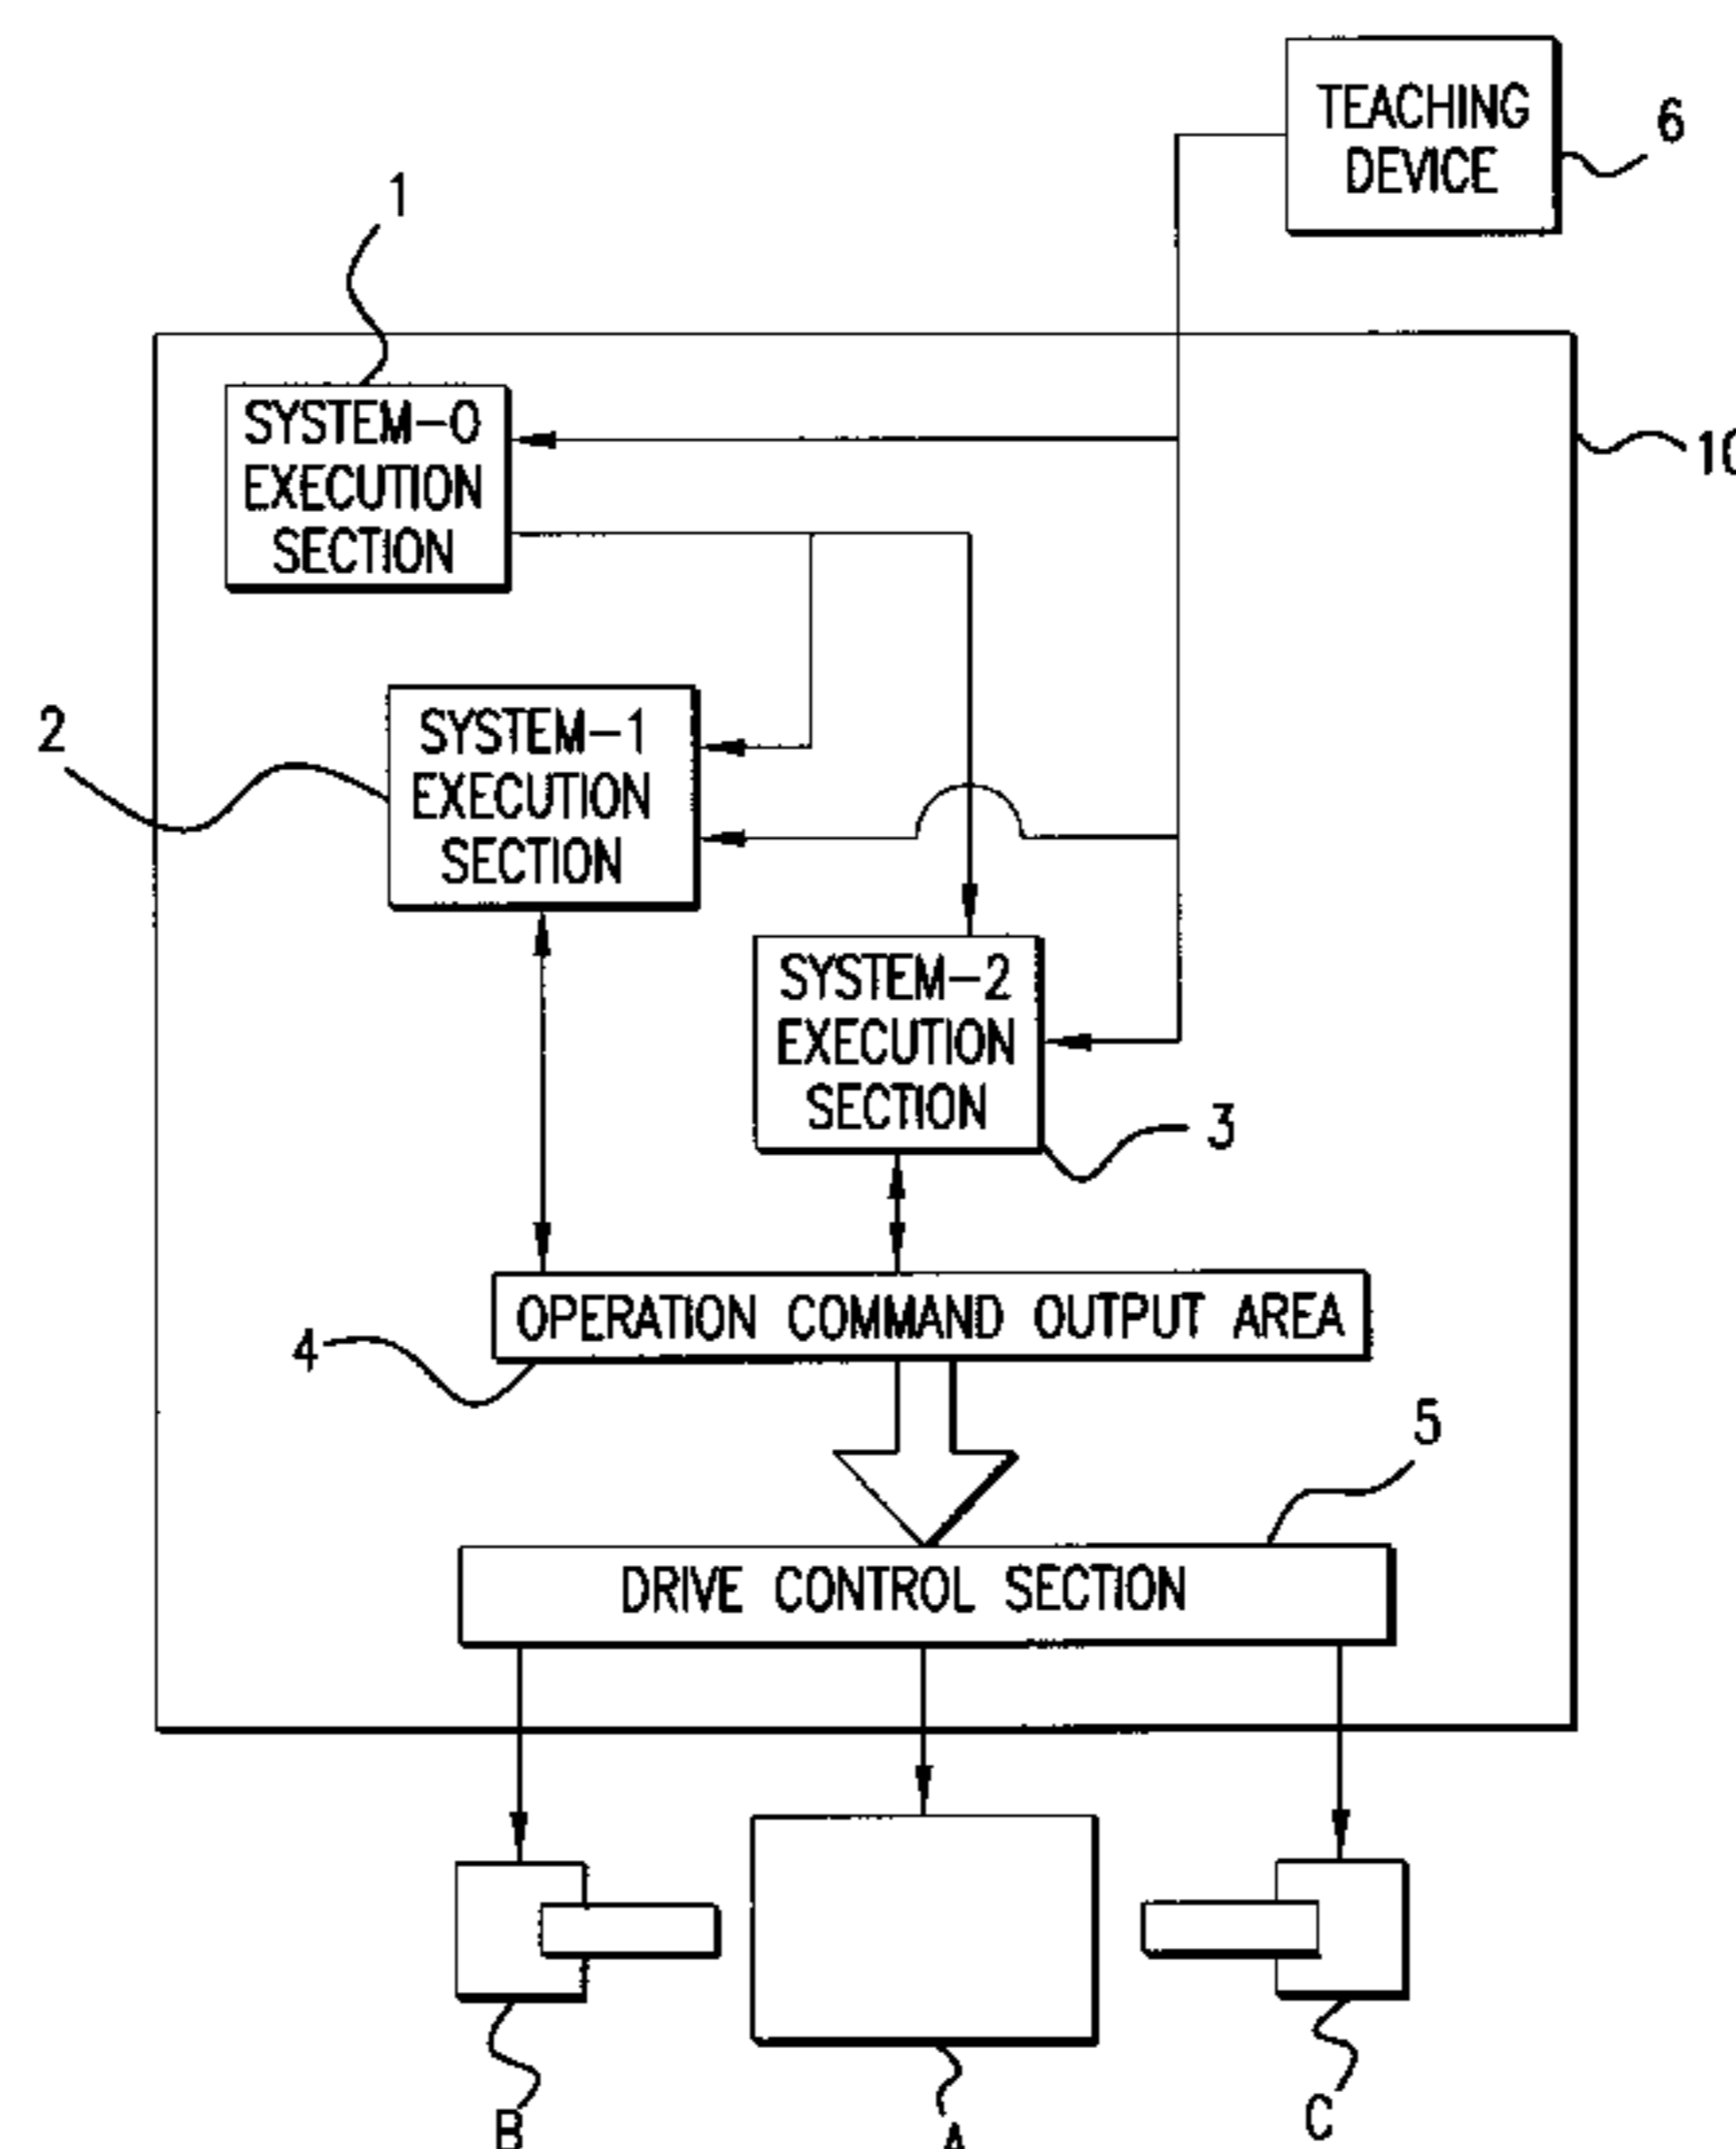 TEACHING
DEVICE
6
1
SYSTEM-0
EXECUTION
SECTION
10
2
SYSTEM-1
EXECUTION
SECTION
SYSTEM-2
EXECUTION
SECTION
3
OPERATION COMMAND OUTPUT AREA
4
5
DRIVE CONTROL SECTION
B
A
C